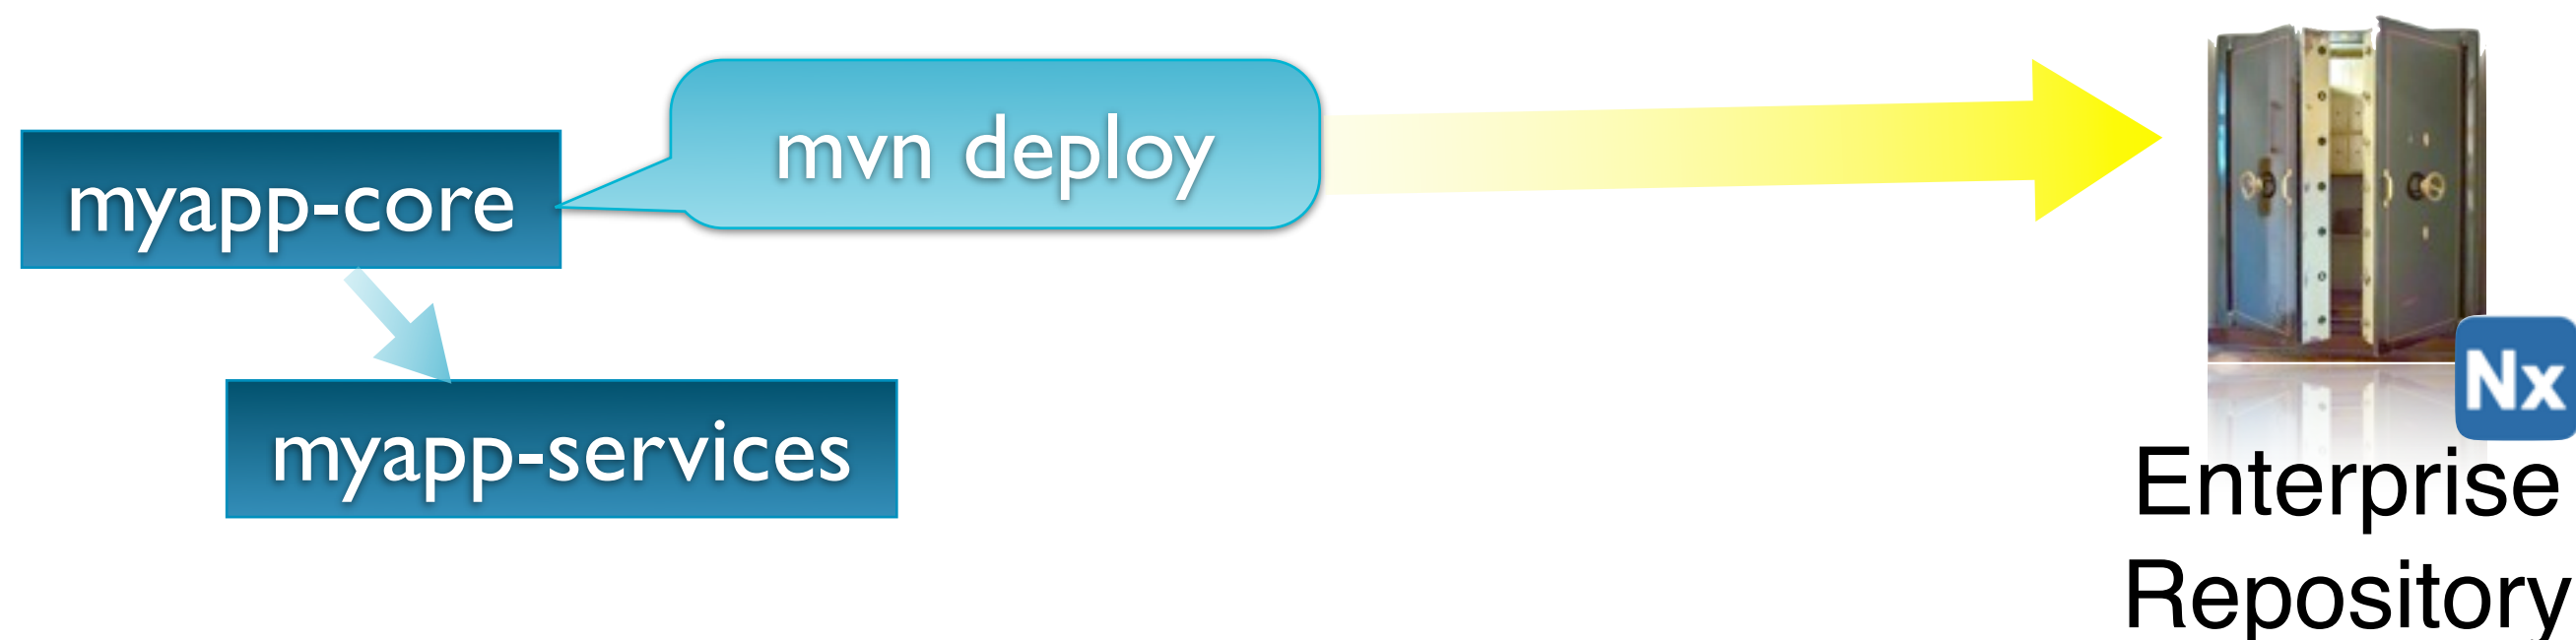 mvn deploy
myapp-core
myapp-services
Nx
Enterprise
Repository